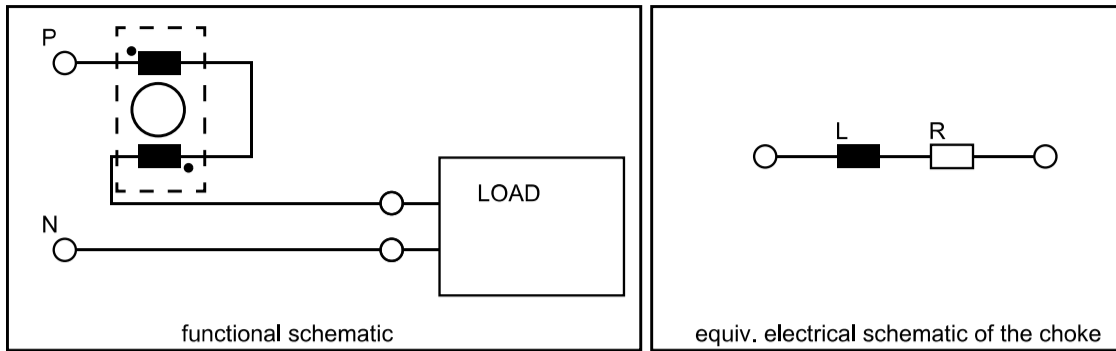 P
N
LOAD
functional schematic
L
R
equiv. electrical schematic of the choke